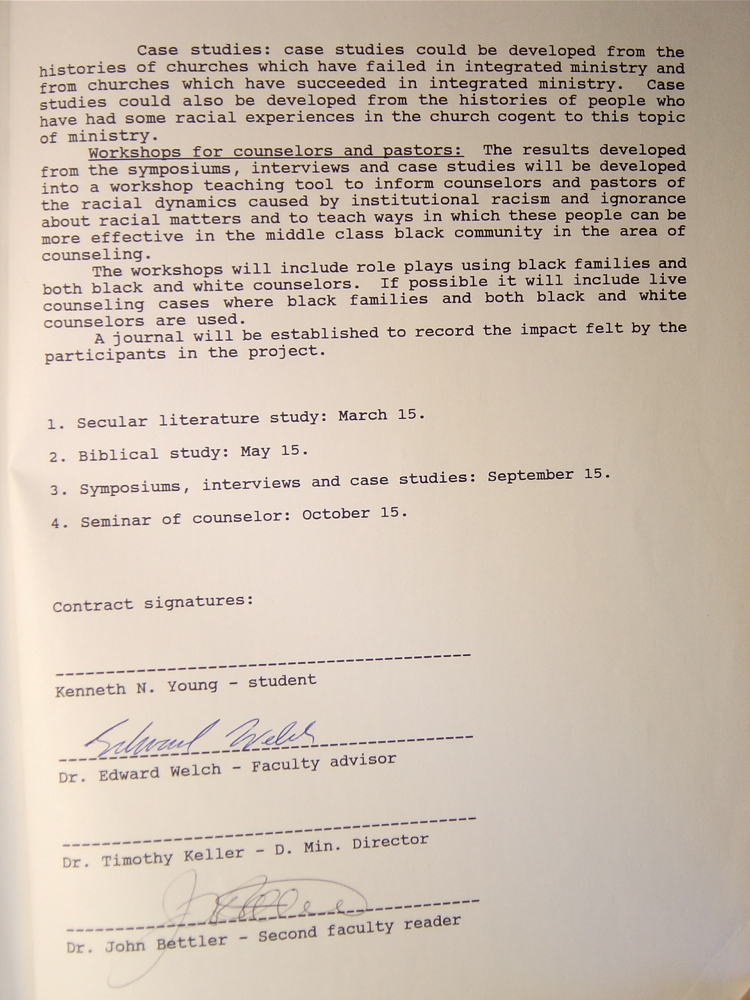 Case studies: case studies could be developed from the
histories of churches which have failed in integrated ministry and
from churches which have succeeded in integrated ministry. Case
studies could also be developed from the histories of people who
have had some racial experiences in the church cogent to this topic
of ministry.
Workshops for counselors and pastors: The results developed
from the symposiums, interviews and case studies will be developed
into a workshop teaching tool to inform counselors and pastors of
the racial dynamics caused by institutional racism and ignorance
about racial matters and to teach ways in which these people can be
more effective in the middle class black community in the area of
counseling.
The workshops will include role plays using black families and
both black and white counselors. If possible it will include live
counseling cases where black families and both black and white
counselors are used.
A journal will be established to record the impact felt by the
participants in the project.
1. Secular literature study: March 15.
2. Biblical study: May 15.
3. Symposiums, interviews and case studies: September 15.
4. Seminar of counselor: October 15.
Contract signatures:
Kenneth N. Young - student
Edward Welch
Dr. Edward Welch - Faculty advisor
Dr. Timothy Keller - D. Min. Director
Dr. John Bettler - Second faculty reader